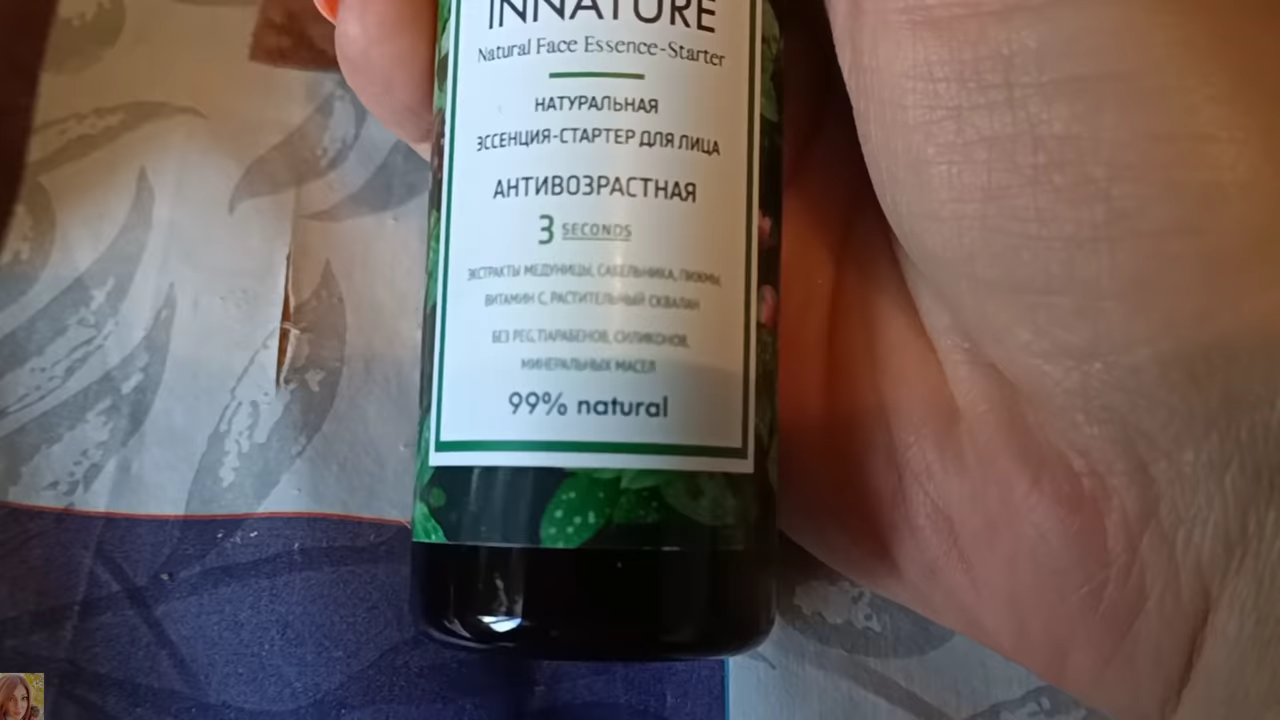 INNATURE
Natural Face Essence-Starter
НАТУРАЛЬНАЯ
ЭССЕНЦИЯ-СТАРТЕР ДЛЯ ЛИЦА
АНТИВОЗРАСТНАЯ
3 SECONDS
ЭКСТРАКТЫ МЕДУНИЦЫ, САБЕЛЬНИКА, ПИЖМЫ,
ВИТАМИН С, РАСТИТЕЛЬНЫЙ СКВАЛАН
БЕЗ PEG, ПАРАБЕНОВ, СИЛИКОНОВ,
МИНЕРАЛЬНЫХ МАСЕЛ
99% natural